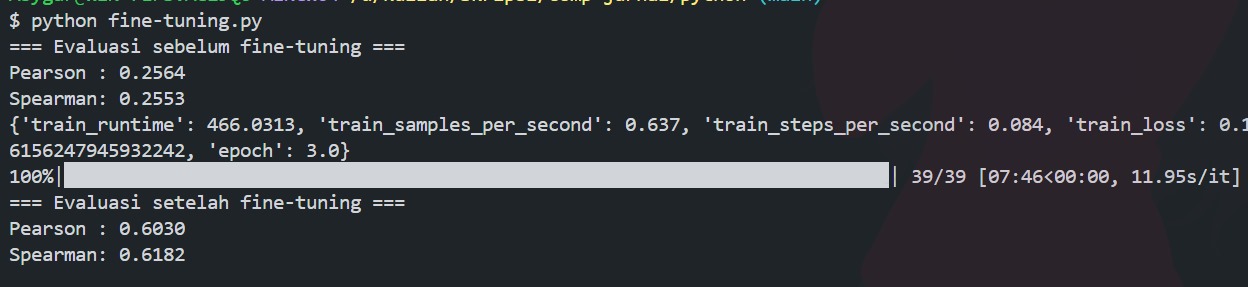 $ python fine-tuning.py
=== Evaluasi sebelum fine-tuning ===
Pearson : 0.2564
Spearman: 0.2553
{'train_runtime': 466.0313, 'train_samples_per_second': 0.637, 'train_steps_per_second': 0.084, 'train_loss': 0.1
6156247945932242, 'epoch': 3.0}
100%|█████| 39/39 [07:46<00:00, 11.95s/it]
=== Evaluasi setelah fine-tuning ===
Pearson : 0.6030
Spearman: 0.6182